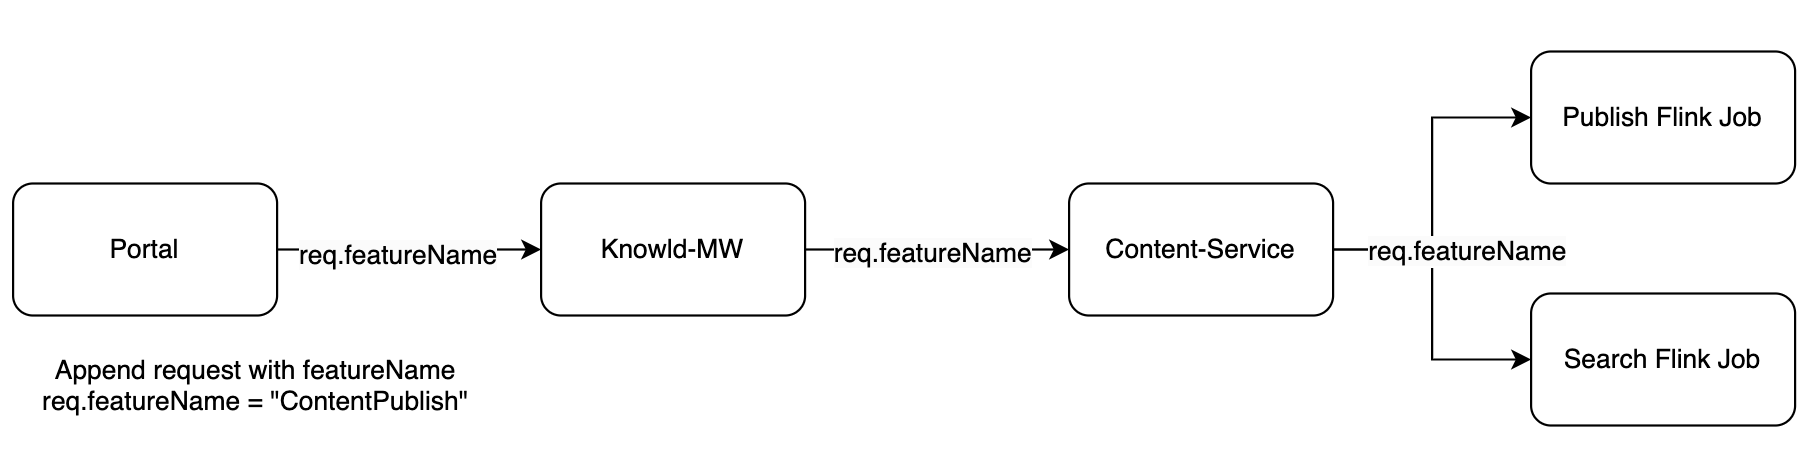 Publish Flink Job
Portal
req.featureName
Knowld-MW
req.featureName
Content-Service
req.featureName
Search Flink Job
Append request with featureName
req.featureName = "ContentPublish"